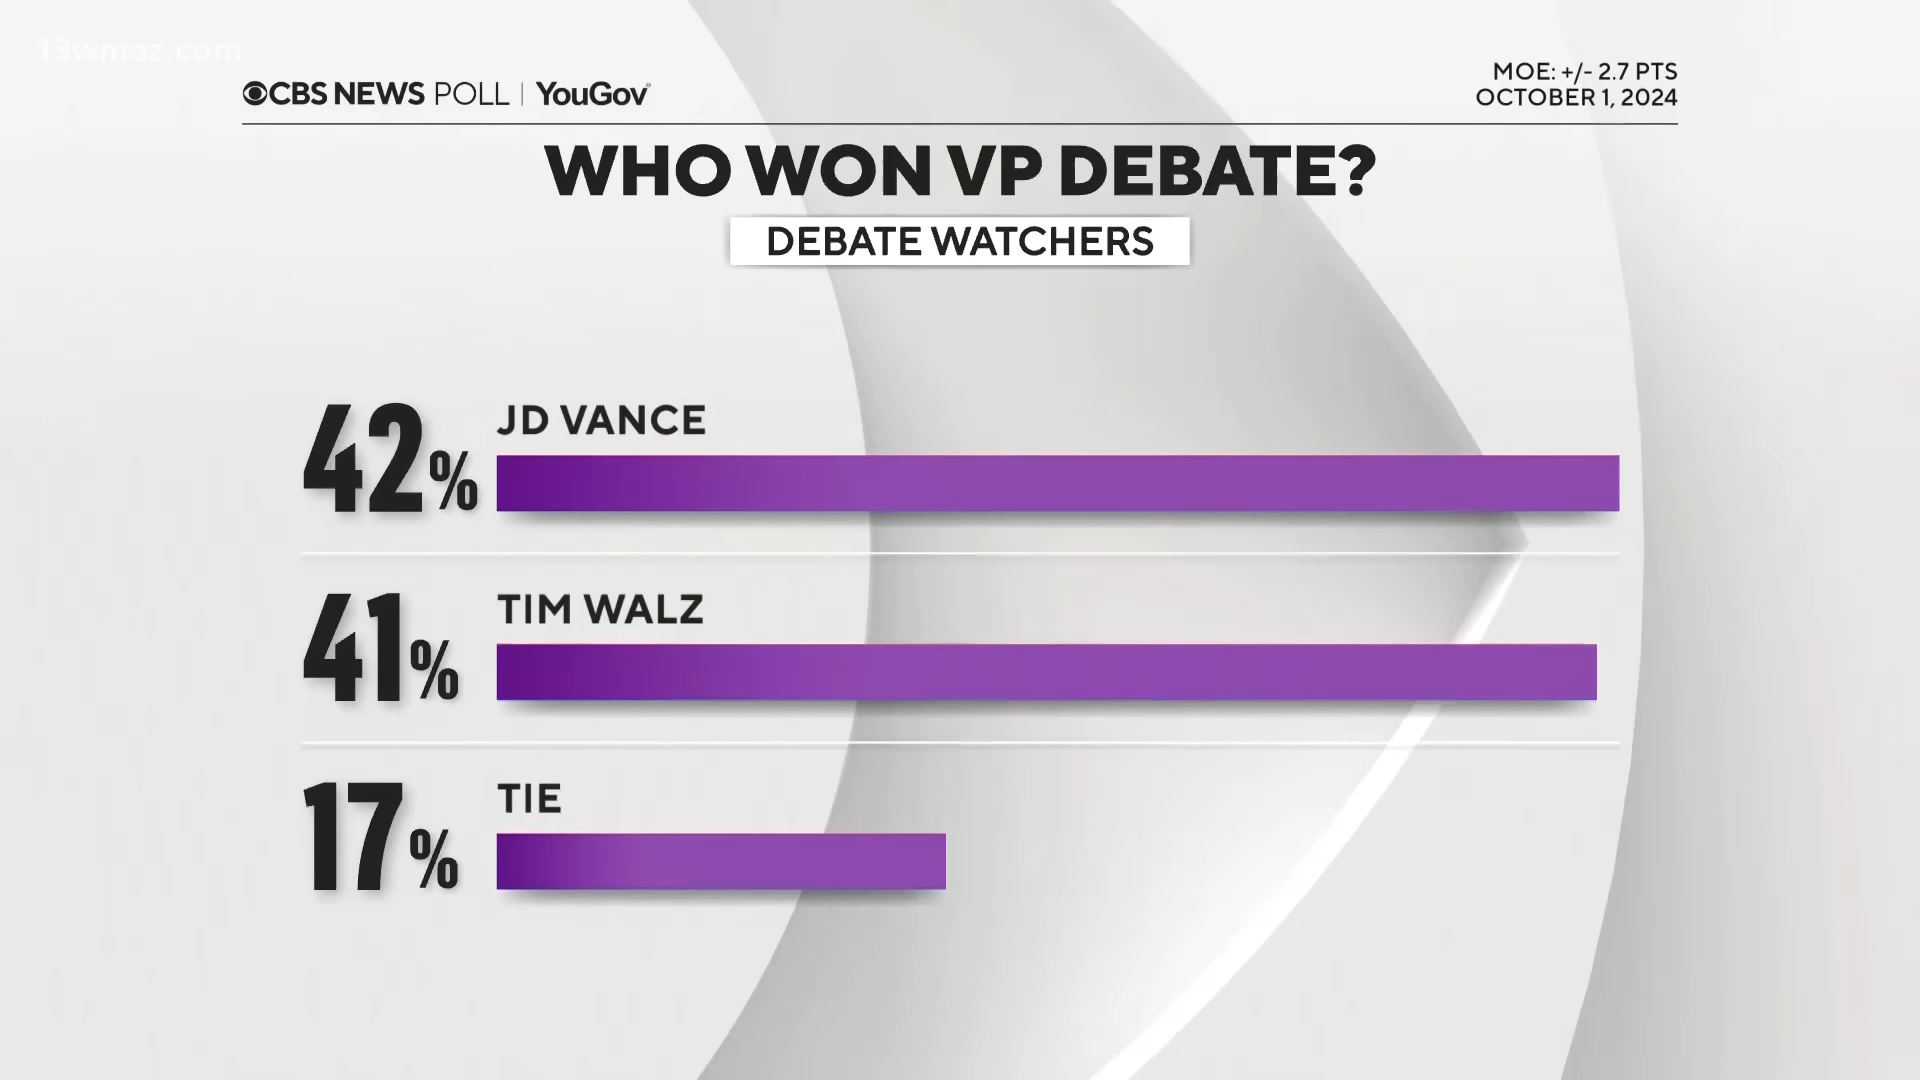 13wmaz.com
CBS NEWS POLL | YouGov
MOE: +/- 2.7 PTS
OCTOBER 1, 2024
WHO WON VP DEBATE?
DEBATE WATCHERS
42% JD VANCE
41% TIM WALZ
17% TIE